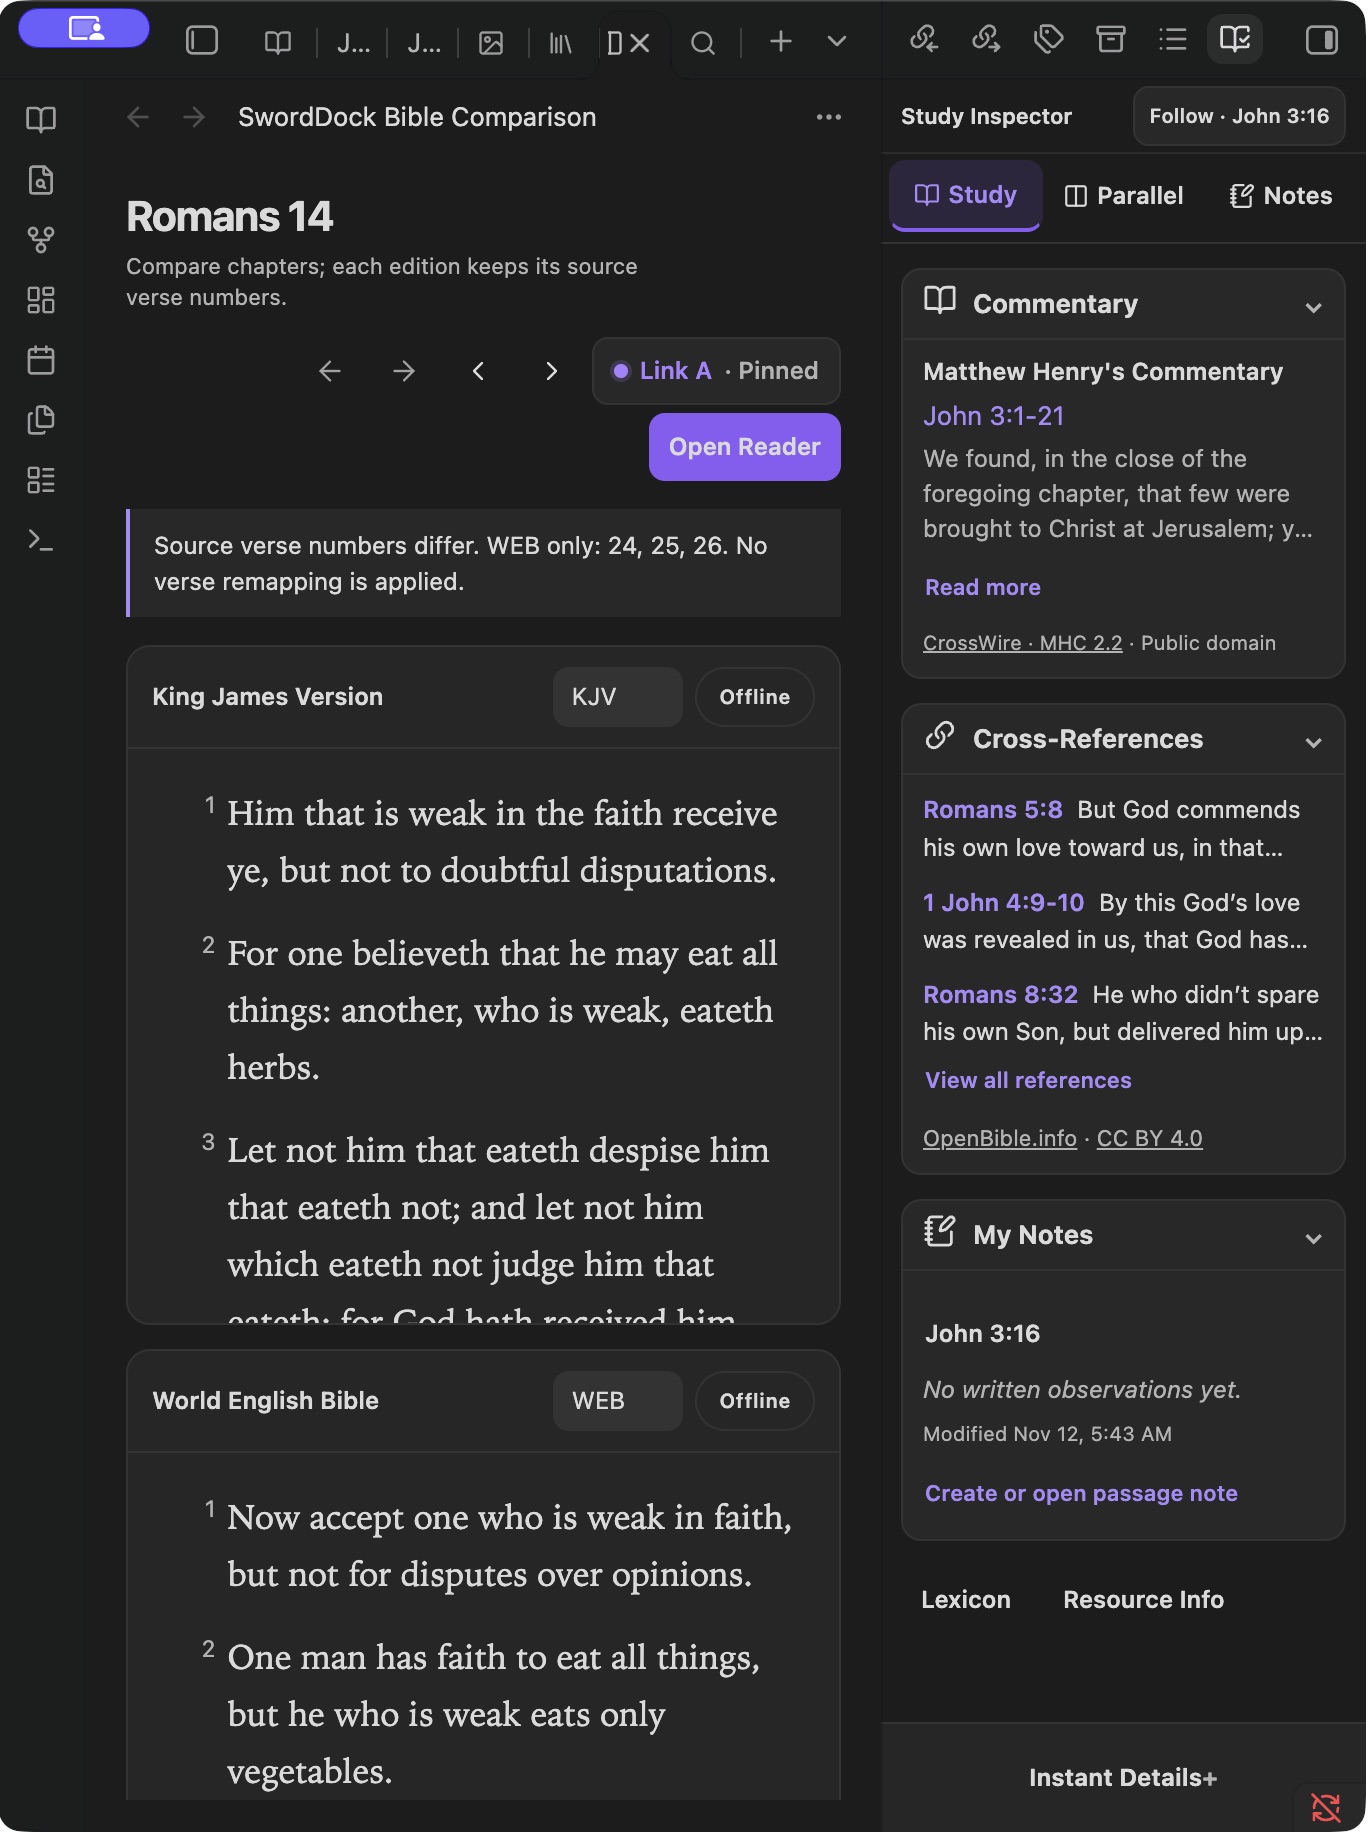 J...
J...
SwordDock Bible Comparison
Romans 14
Compare chapters; each edition keeps its source
verse numbers.
Link A · Pinned
Open Reader
Source verse numbers differ. WEB only: 24, 25, 26. No
verse remapping is applied.
King James Version
KJV
Offline
1 Him that is weak in the faith receive
ye, but not to doubtful disputations.
2 For one believeth that he may eat all
things: another, who is weak, eateth
herbs.
3 Let not him that eateth despise him
that eateth not; and let not him
which eateth not judge him that
eateth: for God hath received him.
World English Bible
WEB
Offline
1 Now accept one who is weak in faith,
but not for disputes over opinions.
2 One man has faith to eat all things,
but he who is weak eats only
vegetables.
Study Inspector
Follow · John 3:16
Study
Parallel
Notes
Commentary
Matthew Henry's Commentary
John 3:1-21
We found, in the close of the
foregoing chapter, that few were
brought to Christ at Jerusalem; y...
Read more
CrossWire · MHC 2.2 · Public domain
Cross-References
Romans 5:8 But God commends
his own love toward us, in that...
1 John 4:9-10 By this God’s love
was revealed in us, that God has...
Romans 8:32 He who didn’t spare
his own Son, but delivered him up...
View all references
OpenBible.info · CC BY 4.0
My Notes
John 3:16
No written observations yet.
Modified Nov 12, 5:43 AM
Create or open passage note
Lexicon
Resource Info
Instant Details+